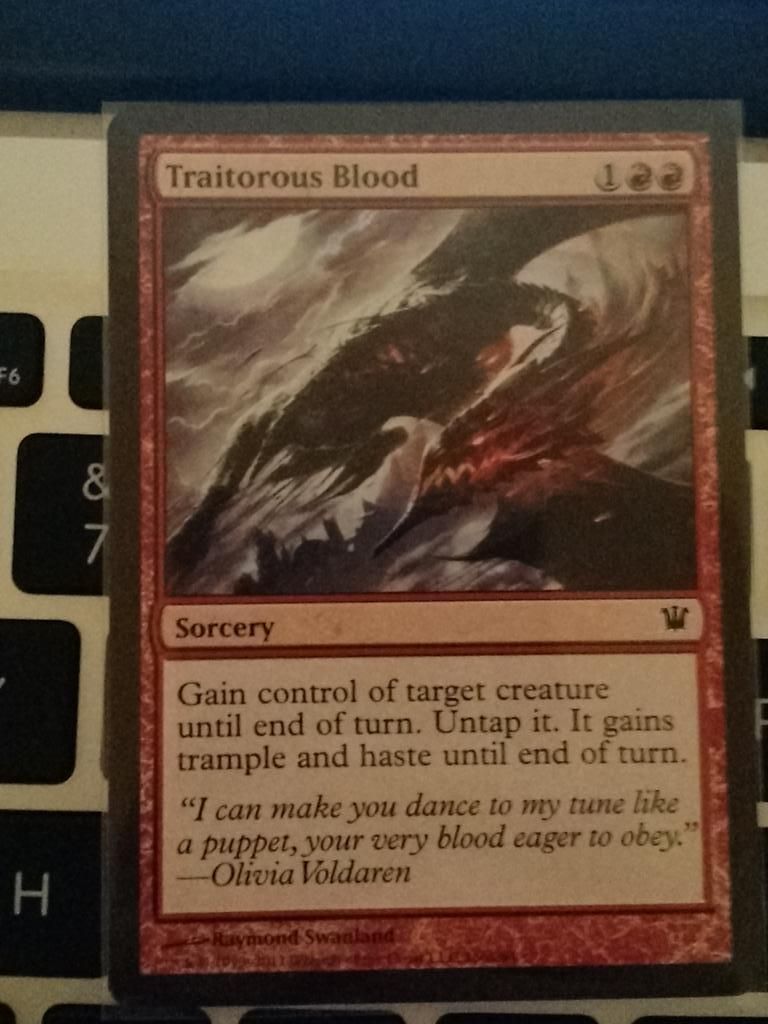 Traitorous Blood 1
F6
&
7
Sorcery
Gain control of target creature
until end of turn. Untap it. It gains
trample and haste until end of turn.
"I can make you dance to my tune like
a puppet, your very blood eager to obey."
—Olivia Voldaren
H
Raymond Swanland